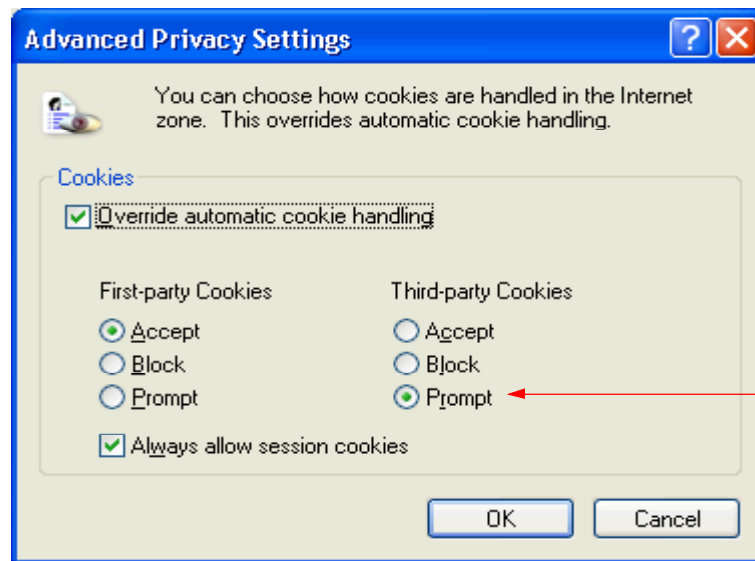 Advanced Privacy Settings
You can choose how cookies are handled in the Internet
zone. This overrides automatic cookie handling.
Cookies
Override automatic cookie handling
First-party Cookies Third-party Cookies
Accept Accept
Block Block
Prompt Prompt
Always allow session cookies
OK Cancel